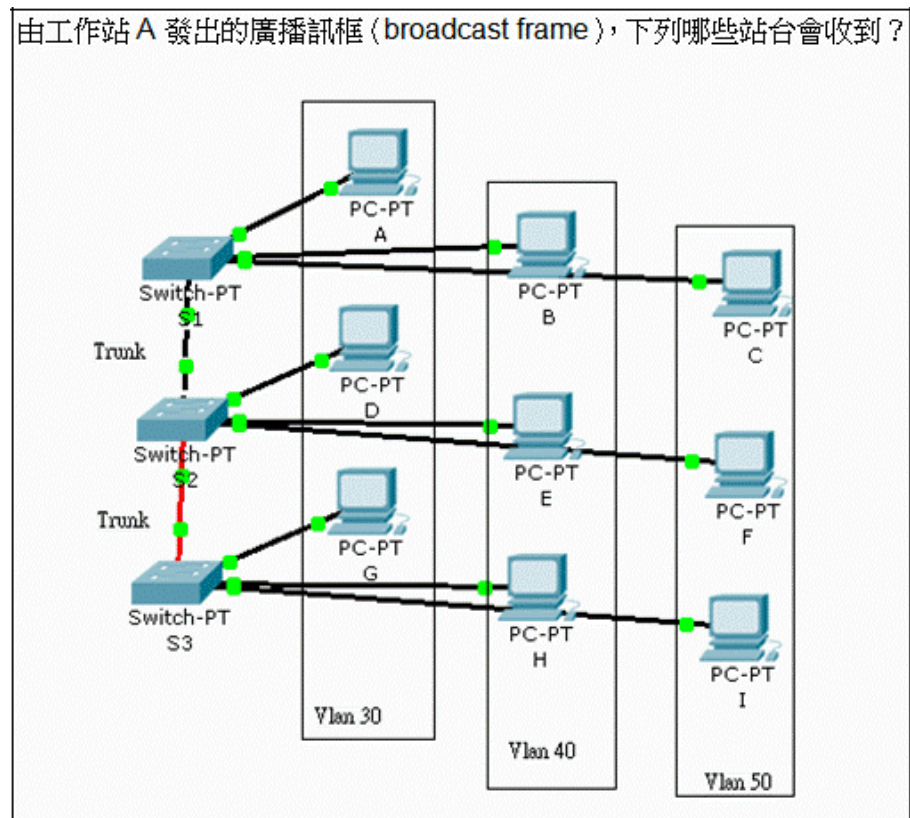 由工作站 A 發出的廣播訊框（broadcast frame），下列哪些站台會收到？
PC-PT
A
Switch-PT
S1
PC-PT
B
PC-PT
C
Trunk
PC-PT
D
Switch-PT
S2
PC-PT
E
PC-PT
F
Trunk
PC-PT
G
Switch-PT
S3
PC-PT
H
PC-PT
I
Vlan 30
Vlan 40
Vlan 50